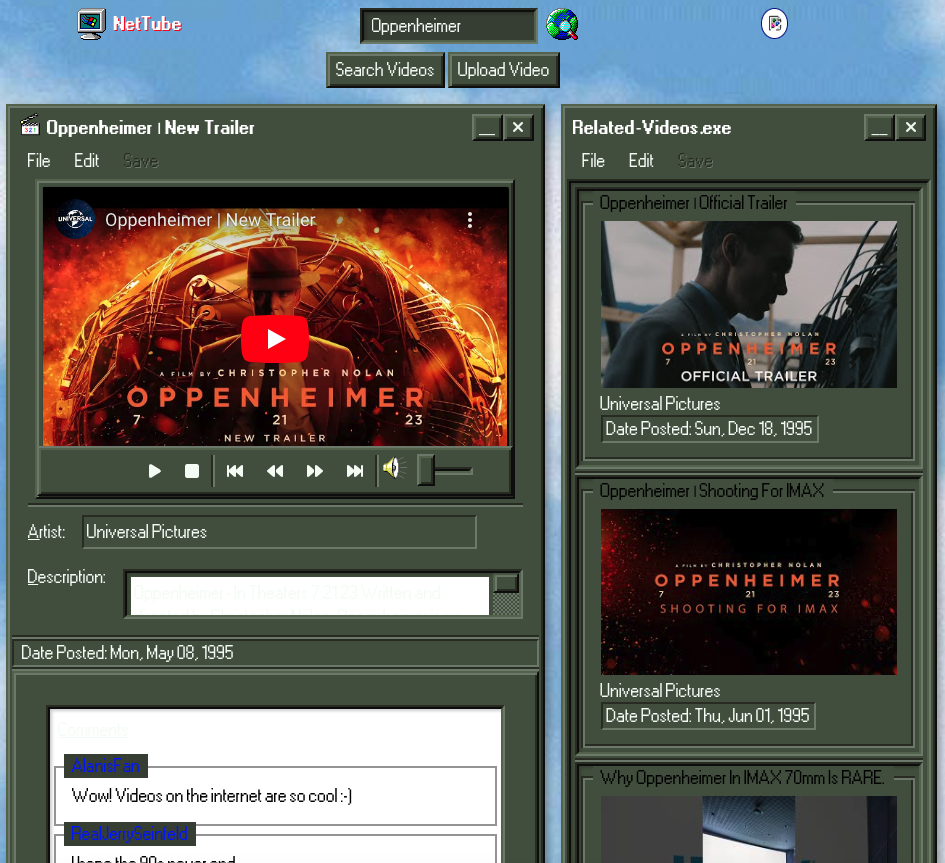 NetTube
Oppenheimer
Search Videos
Upload Video
Oppenheimer | New Trailer
File Edit Save
UNIVERSAL
Oppenheimer | New Trailer
A FILM BY CHRISTOPHER NOLAN
OPPENHEIMER
7 21 23
NEW TRAILER
Artist: Universal Pictures
Description:
Oppenheimer - In Theaters 7.21.23 Written and
Date Posted: Mon, May 08, 1995
Comments
AlanisFan
Wow! Videos on the internet are so cool :-)
RealJerrySeinfeld
I hope the 90s never end
Related-Videos.exe
File Edit Save
Oppenheimer | Official Trailer
A FILM BY CHRISTOPHER NOLAN
OPPENHEIMER
7 21 23
OFFICIAL TRAILER
Universal Pictures
Date Posted: Sun, Dec 18, 1995
Oppenheimer | Shooting For IMAX
A FILM BY CHRISTOPHER NOLAN
OPPENHEIMER
7 21 23
SHOOTING FOR IMAX
Universal Pictures
Date Posted: Thu, Jun 01, 1995
Why Oppenheimer In IMAX 70mm Is RARE.